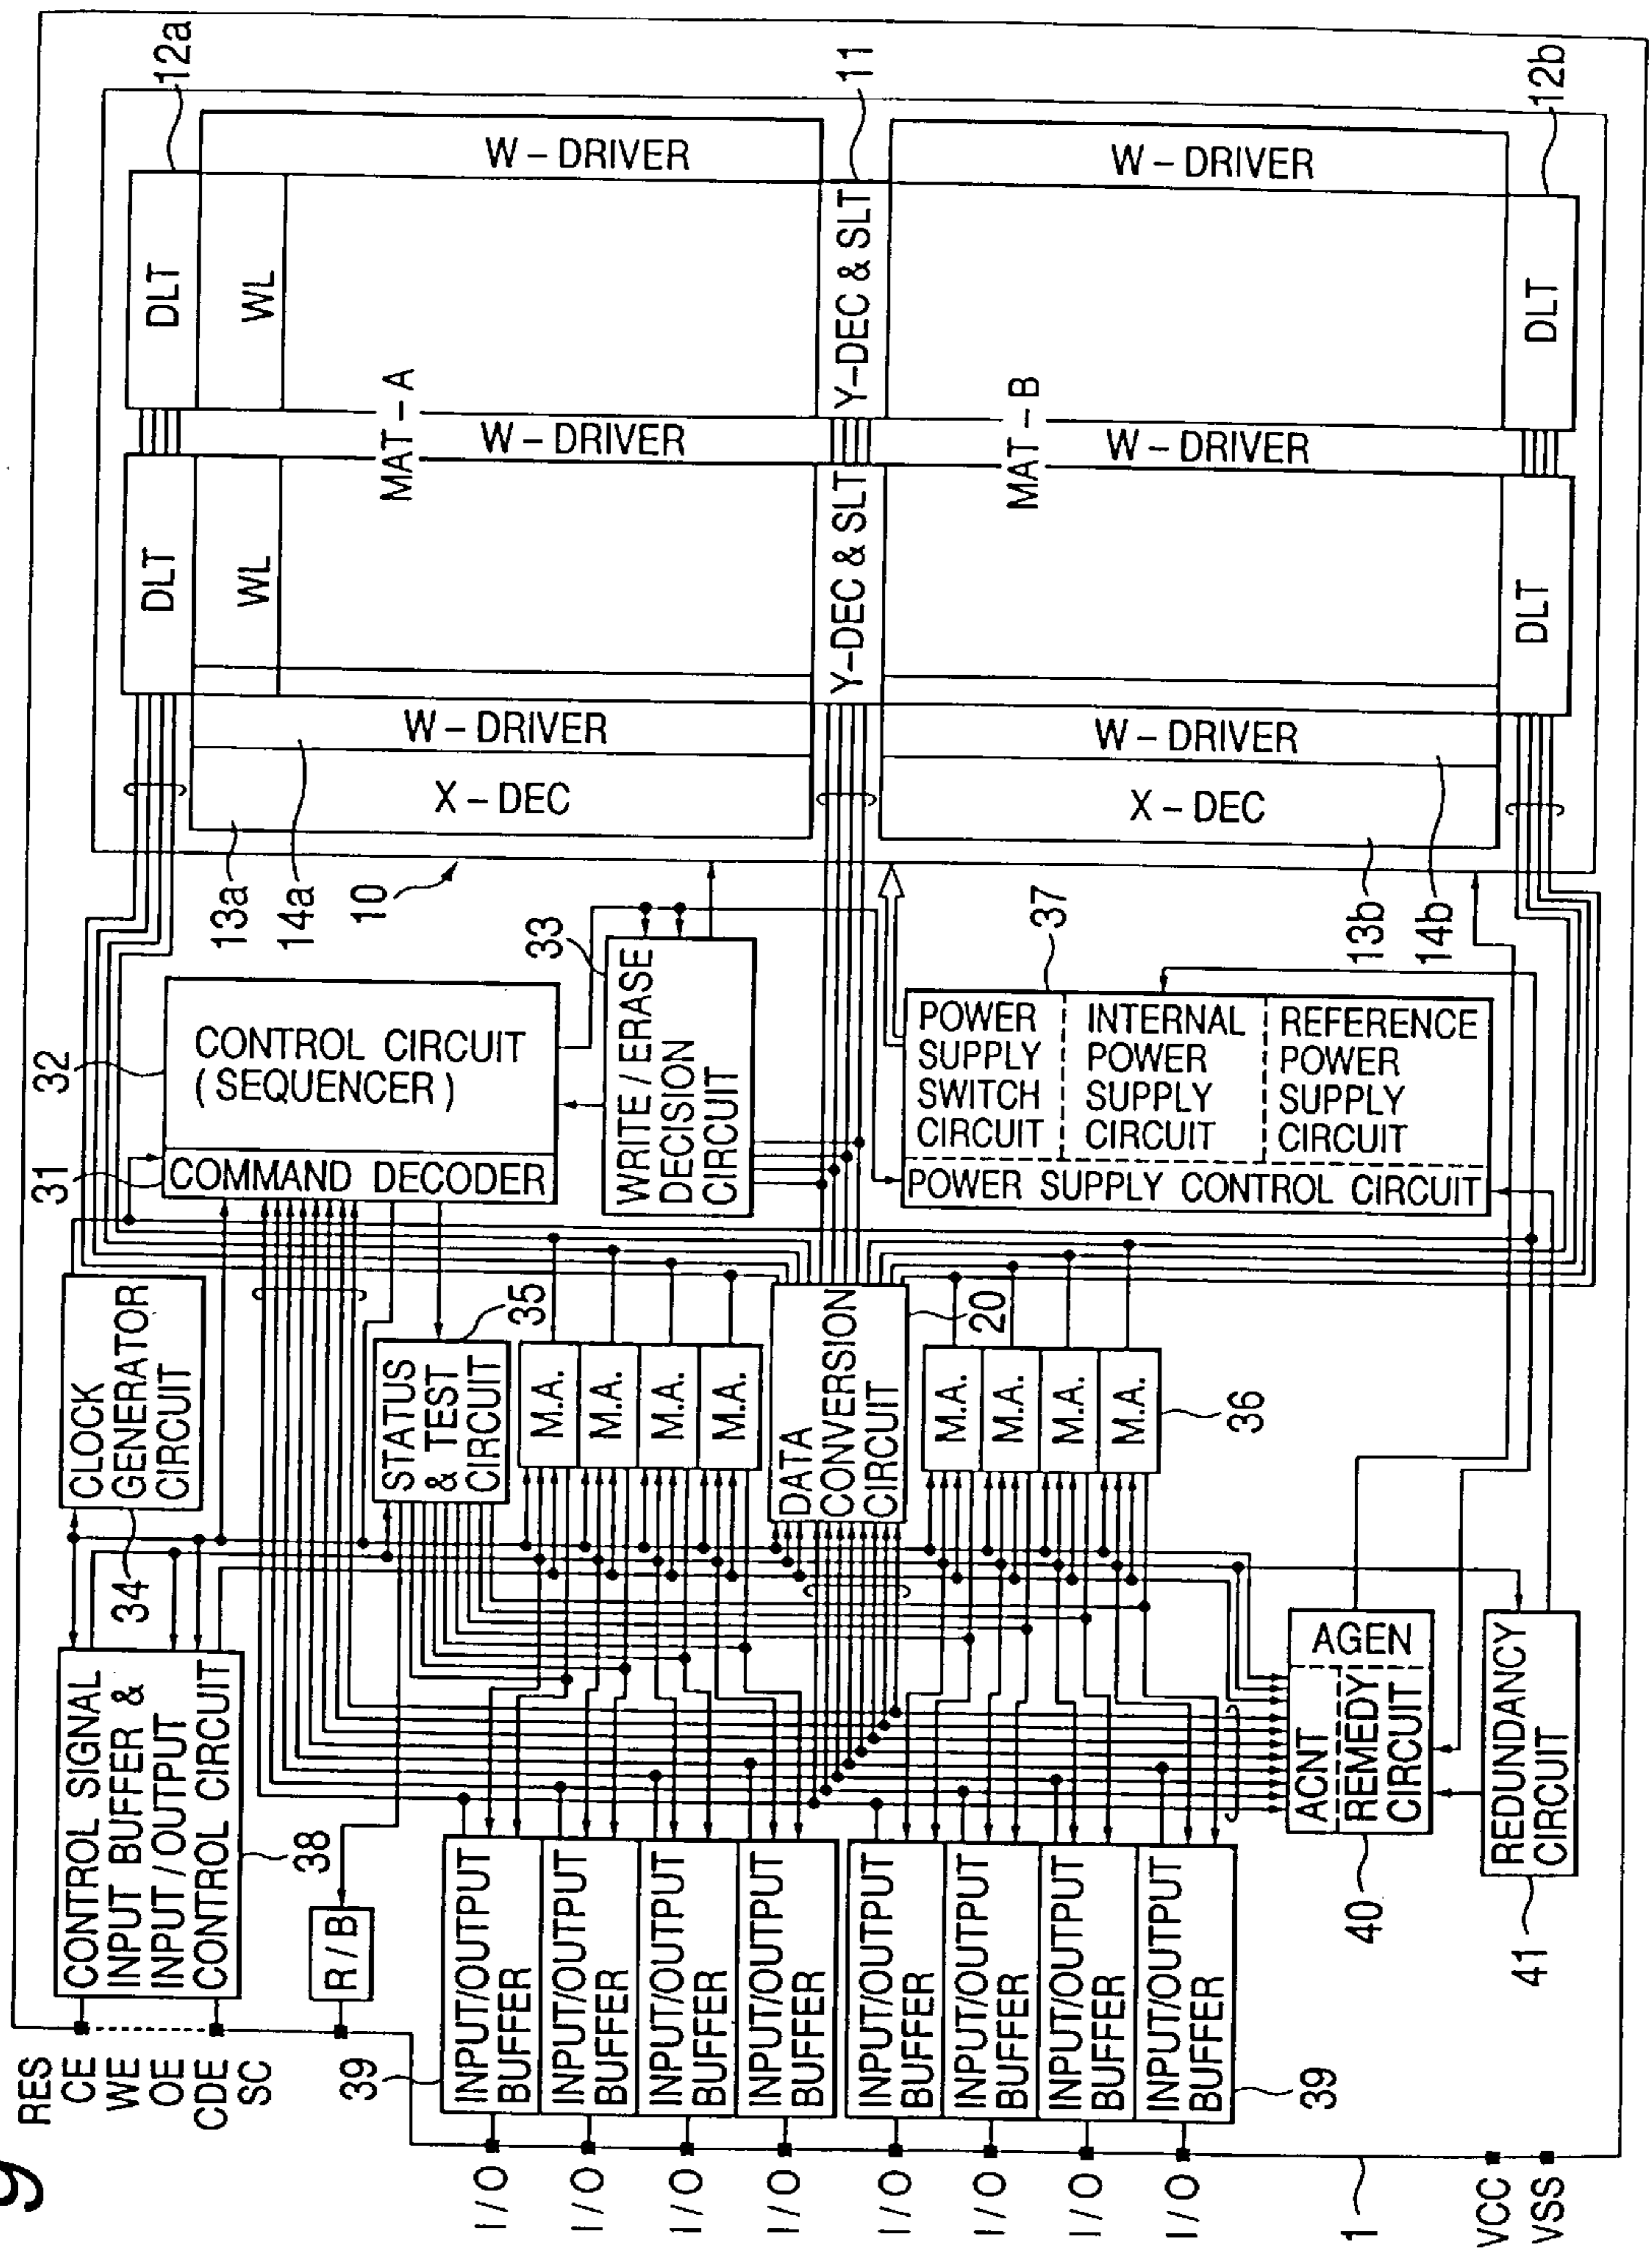 g
RES
CE
WE
OE
CDE
SC
CONTROL SIGNAL
INPUT BUFFER &
INPUT / OUTPUT
CONTROL CIRCUIT
38
R / B
34
CLOCK
GENERATOR
CIRCUIT
31
32
COMMAND DECODER
CONTROL CIRCUIT
( SEQUENCER )
13a
14a
10
12a
DLT
DLT
WL
WL
W – DRIVER
X – DEC
MAT – A
W – DRIVER
W – DRIVER
11
Y–DEC & SLT
Y–DEC & SLT
33
WRITE / ERASE
DECISION
CIRCUIT
35
STATUS
& TEST
CIRCUIT
M.A.
M.A.
M.A.
M.A.
DATA
CONVERSION
CIRCUIT
20
M.A.
M.A.
M.A.
M.A.
36
37
POWER
SUPPLY
SWITCH
CIRCUIT
INTERNAL
POWER
SUPPLY
CIRCUIT
REFERENCE
POWER
SUPPLY
CIRCUIT
POWER SUPPLY CONTROL CIRCUIT
MAT – B
W – DRIVER
X – DEC
W – DRIVER
W – DRIVER
13b
14b
12b
DLT
DLT
39
INPUT/OUTPUT
BUFFER
INPUT/OUTPUT
BUFFER
INPUT/OUTPUT
BUFFER
INPUT/OUTPUT
BUFFER
INPUT/OUTPUT
BUFFER
INPUT/OUTPUT
BUFFER
INPUT/OUTPUT
BUFFER
INPUT/OUTPUT
BUFFER
39
I / O
I / O
I / O
I / O
I / O
I / O
I / O
I / O
ACNT
AGEN
REMEDY
CIRCUIT
40
REDUNDANCY
CIRCUIT
41
1
VCC
VSS